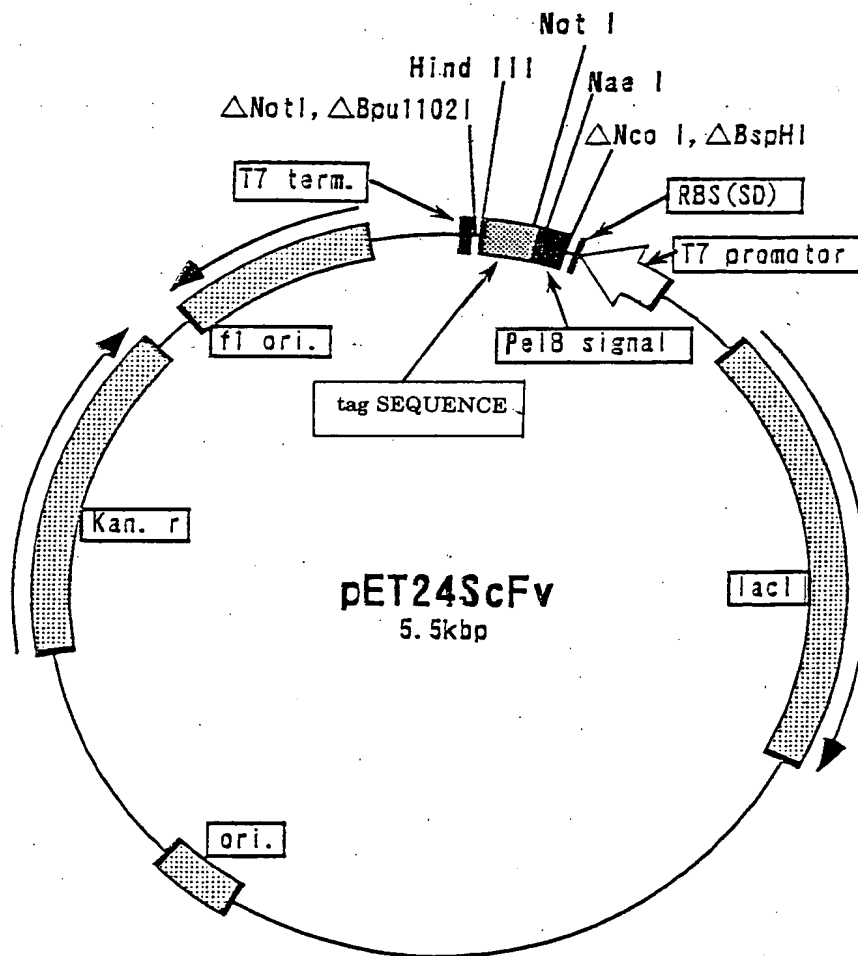 Not I
Hind III
Nae I
△NotI, △Bpu1102I
△Nco I, △BspHI
T7 term.
RBS(SD)
T7 promotor
f1 ori.
PelB signal
tag SEQUENCE
Kan. r
pET24ScFv
5.5kbp
lacI
ori.